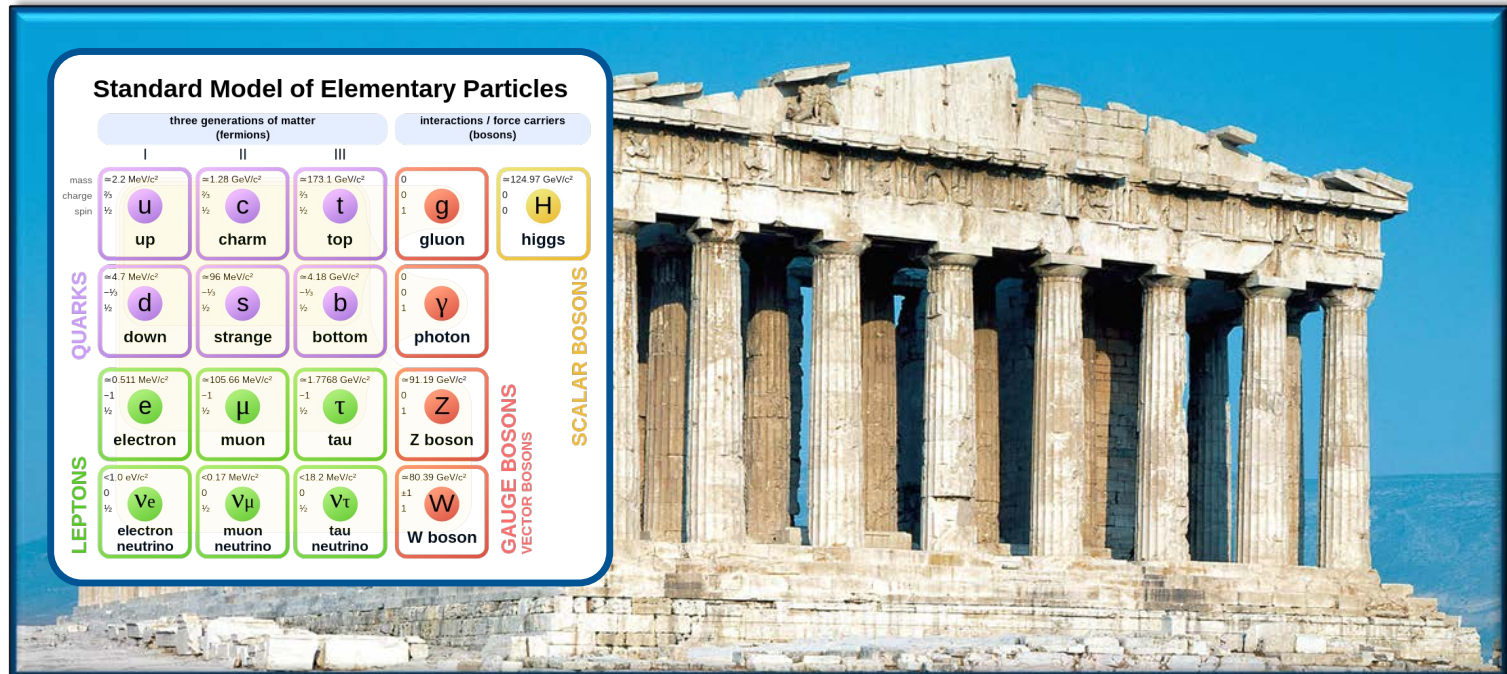 Standard Model of Elementary Particles
three generations of matter
(fermions)
interactions / force carriers
(bosons)
I II III
mass
charge
spin
≃2.2 MeV/c²
⅔
½
u
up
≃1.28 GeV/c²
⅔
½
c
charm
≃173.1 GeV/c²
⅔
½
t
top
0
0
1
g
gluon
≃124.97 GeV/c²
0
0
H
higgs
QUARKS
≃4.7 MeV/c²
−⅓
½
d
down
≃96 MeV/c²
−⅓
½
s
strange
≃4.18 GeV/c²
−⅓
½
b
bottom
0
0
1
γ
photon
SCALAR BOSONS
LEPTONS
≃0.511 MeV/c²
−1
½
e
electron
≃105.66 MeV/c²
−1
½
μ
muon
≃1.7768 GeV/c²
−1
½
τ
tau
≃91.19 GeV/c²
0
1
Z
Z boson
GAUGE BOSONS
VECTOR BOSONS
<1.0 eV/c²
0
½
νe
electron
neutrino
<0.17 MeV/c²
0
½
νμ
muon
neutrino
<18.2 MeV/c²
0
½
ντ
tau
neutrino
≃80.39 GeV/c²
±1
1
W
W boson